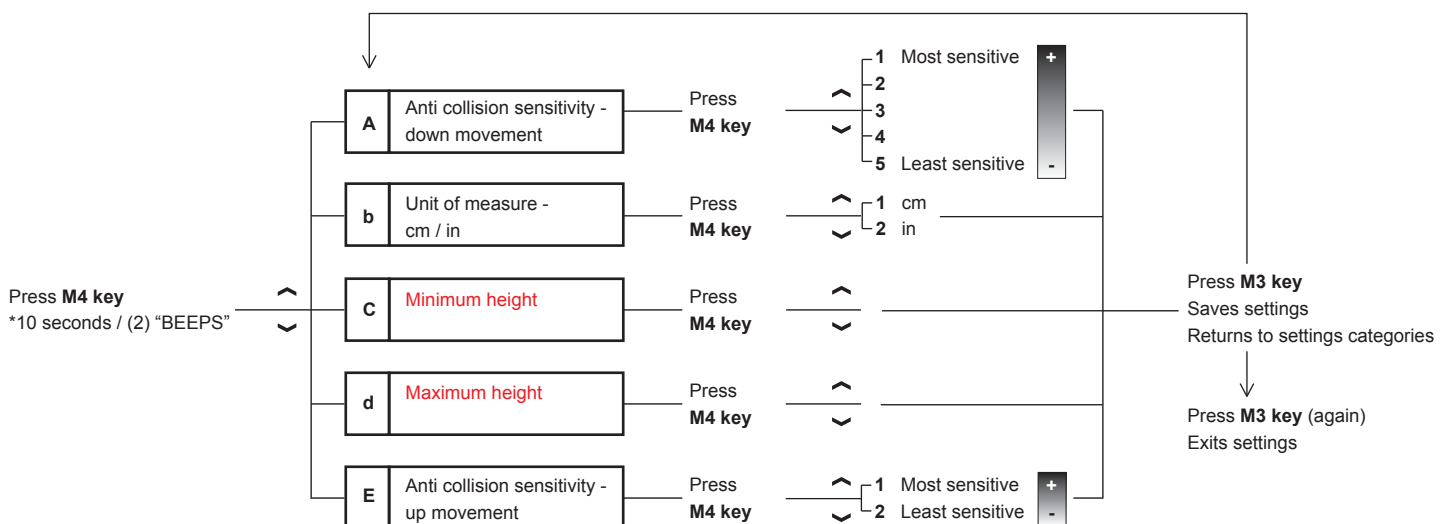 Press M4 key
*10 seconds / (2) “BEEPS”
A
Anti collision sensitivity -
down movement
Press
M4 key
1 Most sensitive
2
3
4
5 Least sensitive
+
-
b
Unit of measure -
cm / in
Press
M4 key
1 cm
2 in
C
Minimum height
Press
M4 key
d
Maximum height
Press
M4 key
E
Anti collision sensitivity -
up movement
Press
M4 key
1 Most sensitive
2 Least sensitive
+
-
Press M3 key
Saves settings
Returns to settings categories
Press M3 key (again)
Exits settings